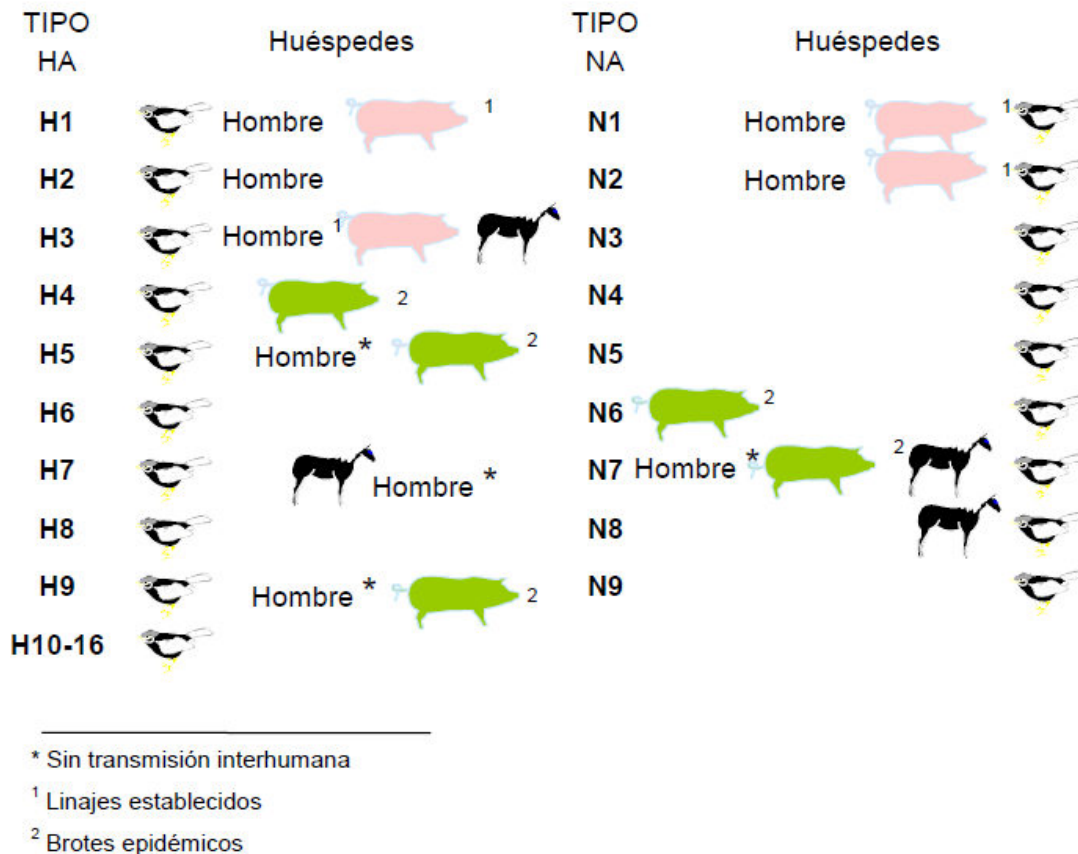 TIPO
HA
Huéspedes
H1 Hombre 1
H2 Hombre
H3 Hombre 1
H4 2
H5 Hombre* 2
H6
H7 Hombre *
H8
H9 Hombre * 2
H10-16
TIPO
NA
Huéspedes
N1 Hombre 1
N2 Hombre 1
N3
N4
N5
N6 2
N7 Hombre * 2
N8
N9
* Sin transmisión interhumana
1 Linajes establecidos
2 Brotes epidémicos